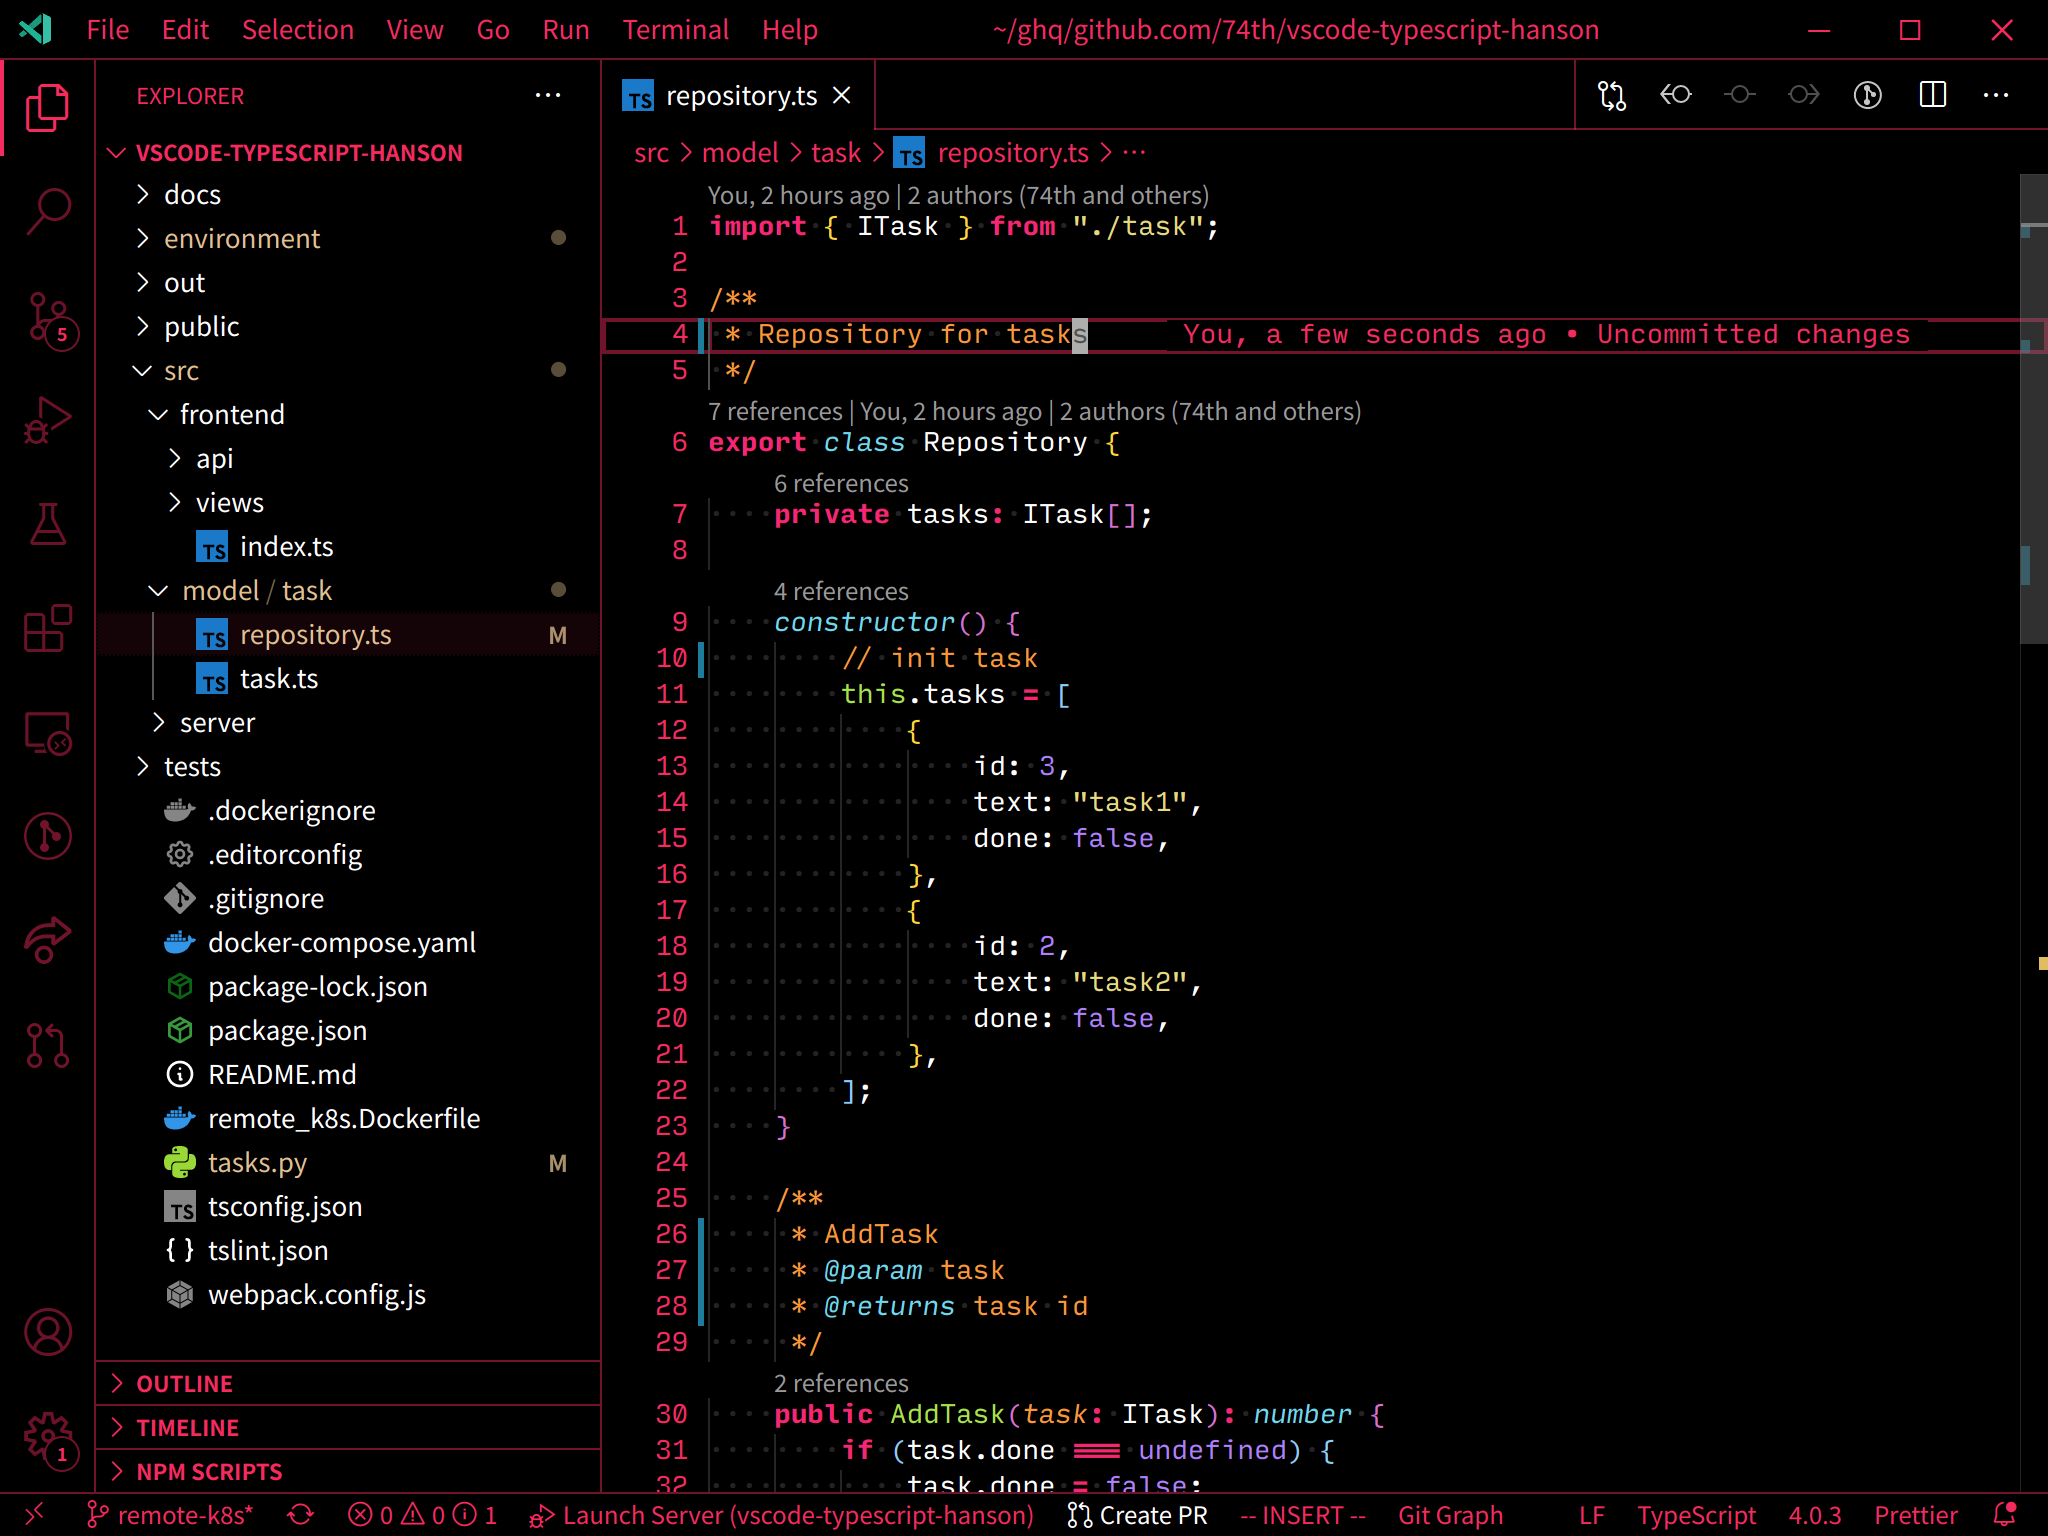 File Edit Selection View Go Run Terminal Help ~/ghq/github.com/74th/vscode-typescript-hanson
EXPLORER ···
VSCODE-TYPESCRIPT-HANSON
docs
environment
out
public
src
frontend
api
views
TS index.ts
model / task
TS repository.ts M
TS task.ts
server
tests
.dockerignore
.editorconfig
.gitignore
docker-compose.yaml
package-lock.json
package.json
README.md
remote_k8s.Dockerfile
tasks.py M
TS tsconfig.json
{ } tslint.json
webpack.config.js
OUTLINE
TIMELINE
NPM SCRIPTS
5
1
TS repository.ts
src > model > task > TS repository.ts > ···
You, 2 hours ago | 2 authors (74th and others)
1 import { ITask } from "./task";
2
3 /**
4 * Repository for tasks You, a few seconds ago • Uncommitted changes
5 */
7 references | You, 2 hours ago | 2 authors (74th and others)
6 export class Repository {
6 references
7 private tasks: ITask[];
8
4 references
9 constructor() {
10 // init task
11 this.tasks = [
12 {
13 id: 3,
14 text: "task1",
15 done: false,
16 },
17 {
18 id: 2,
19 text: "task2",
20 done: false,
21 },
22 ];
23 }
24
25 /**
26 * AddTask
27 * @param task
28 * @returns task id
29 */
2 references
30 public AddTask(task: ITask): number {
31 if (task.done === undefined) {
32 task.done = false;
remote-k8s* 0 0 1 Launch Server (vscode-typescript-hanson) Create PR -- INSERT -- Git Graph LF TypeScript 4.0.3 Prettier